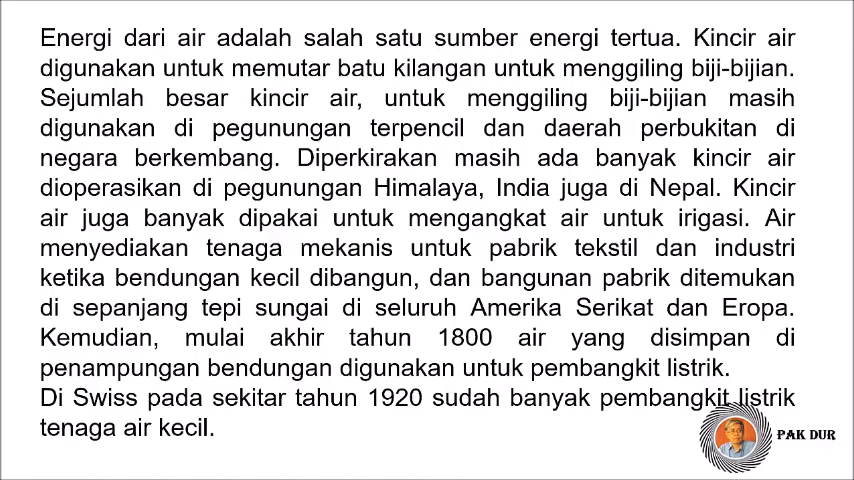 Energi dari air adalah salah satu sumber energi tertua. Kincir air
digunakan untuk memutar batu kilangan untuk menggiling biji-bijian.
Sejumlah besar kincir air, untuk menggiling biji-bijian masih
digunakan di pegunungan terpencil dan daerah perbukitan di
negara berkembang. Diperkirakan masih ada banyak kincir air
dioperasikan di pegunungan Himalaya, India juga di Nepal. Kincir
air juga banyak dipakai untuk mengangkat air untuk irigasi. Air
menyediakan tenaga mekanis untuk pabrik tekstil dan industri
ketika bendungan kecil dibangun, dan bangunan pabrik ditemukan
di sepanjang tepi sungai di seluruh Amerika Serikat dan Eropa.
Kemudian, mulai akhir tahun 1800 air yang disimpan di
penampungan bendungan digunakan untuk pembangkit listrik.
Di Swiss pada sekitar tahun 1920 sudah banyak pembangkit listrik
tenaga air kecil.
PAK DUR